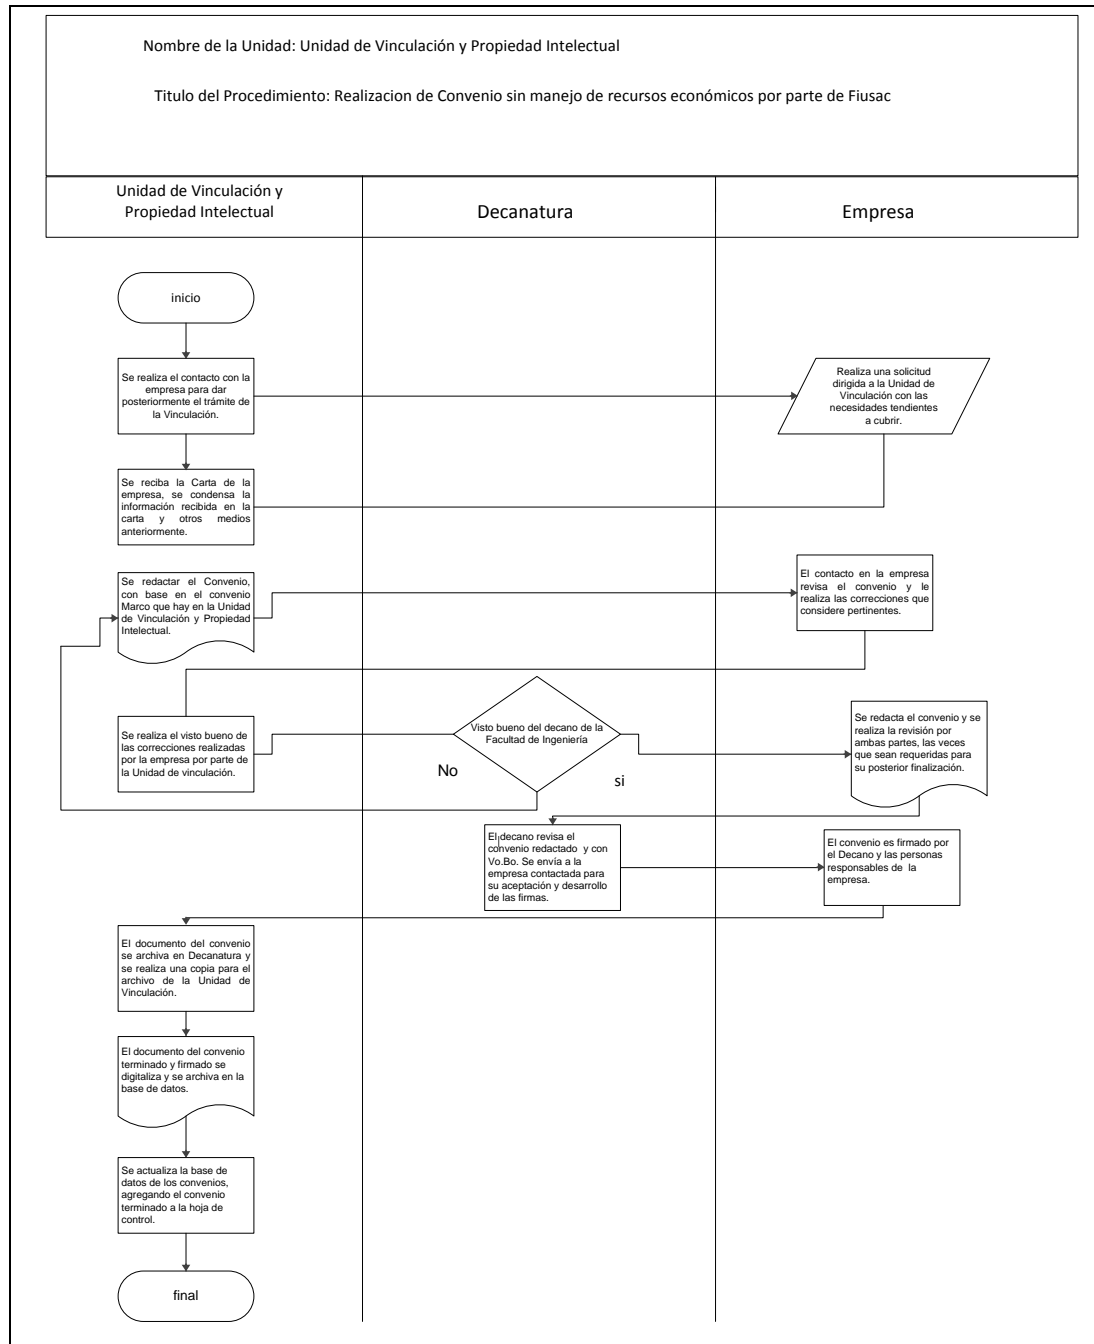 Nombre de la Unidad: Unidad de Vinculación y Propiedad Intelectual
Titulo del Procedimiento: Realizacion de Convenio sin manejo de recursos económicos por parte de Fiusac
Unidad de Vinculación y
Propiedad Intelectual
Decanatura
Empresa
inicio
Se realiza el contacto con la
empresa para dar
posteriormente el trámite de
la Vinculación.
Realiza una solicitud
dirigida a la Unidad de
Vinculación con las
necesidades tendientes
a cubrir.
Se reciba la Carta de la
empresa, se condensa la
información recibida en la
carta y otros medios
anteriormente.
Se redactar el Convenio,
con base en el convenio
Marco que hay en la Unidad
de Vinculación y Propiedad
Intelectual.
El contacto en la empresa
revisa el convenio y le
realiza las correcciones que
considere pertinentes.
Se realiza el visto bueno de
las correcciones realizadas
por la empresa por parte de
la Unidad de vinculación.
Visto bueno del decano de la
Facultad de Ingeniería
No
si
Se redacta el convenio y se
realiza la revisión por
ambas partes, las veces
que sean requeridas para
su posterior finalización.
El decano revisa el
convenio redactado y con
Vo.Bo. Se envía a la
empresa contactada para
su aceptación y desarrollo
de las firmas.
El convenio es firmado por
el Decano y las personas
responsables de la
empresa.
El documento del convenio
se archiva en Decanatura y
se realiza una copia para el
archivo de la Unidad de
Vinculación.
El documento del convenio
terminado y firmado se
digitaliza y se archiva en la
base de datos.
Se actualiza la base de
datos de los convenios,
agregando el convenio
terminado a la hoja de
control.
final